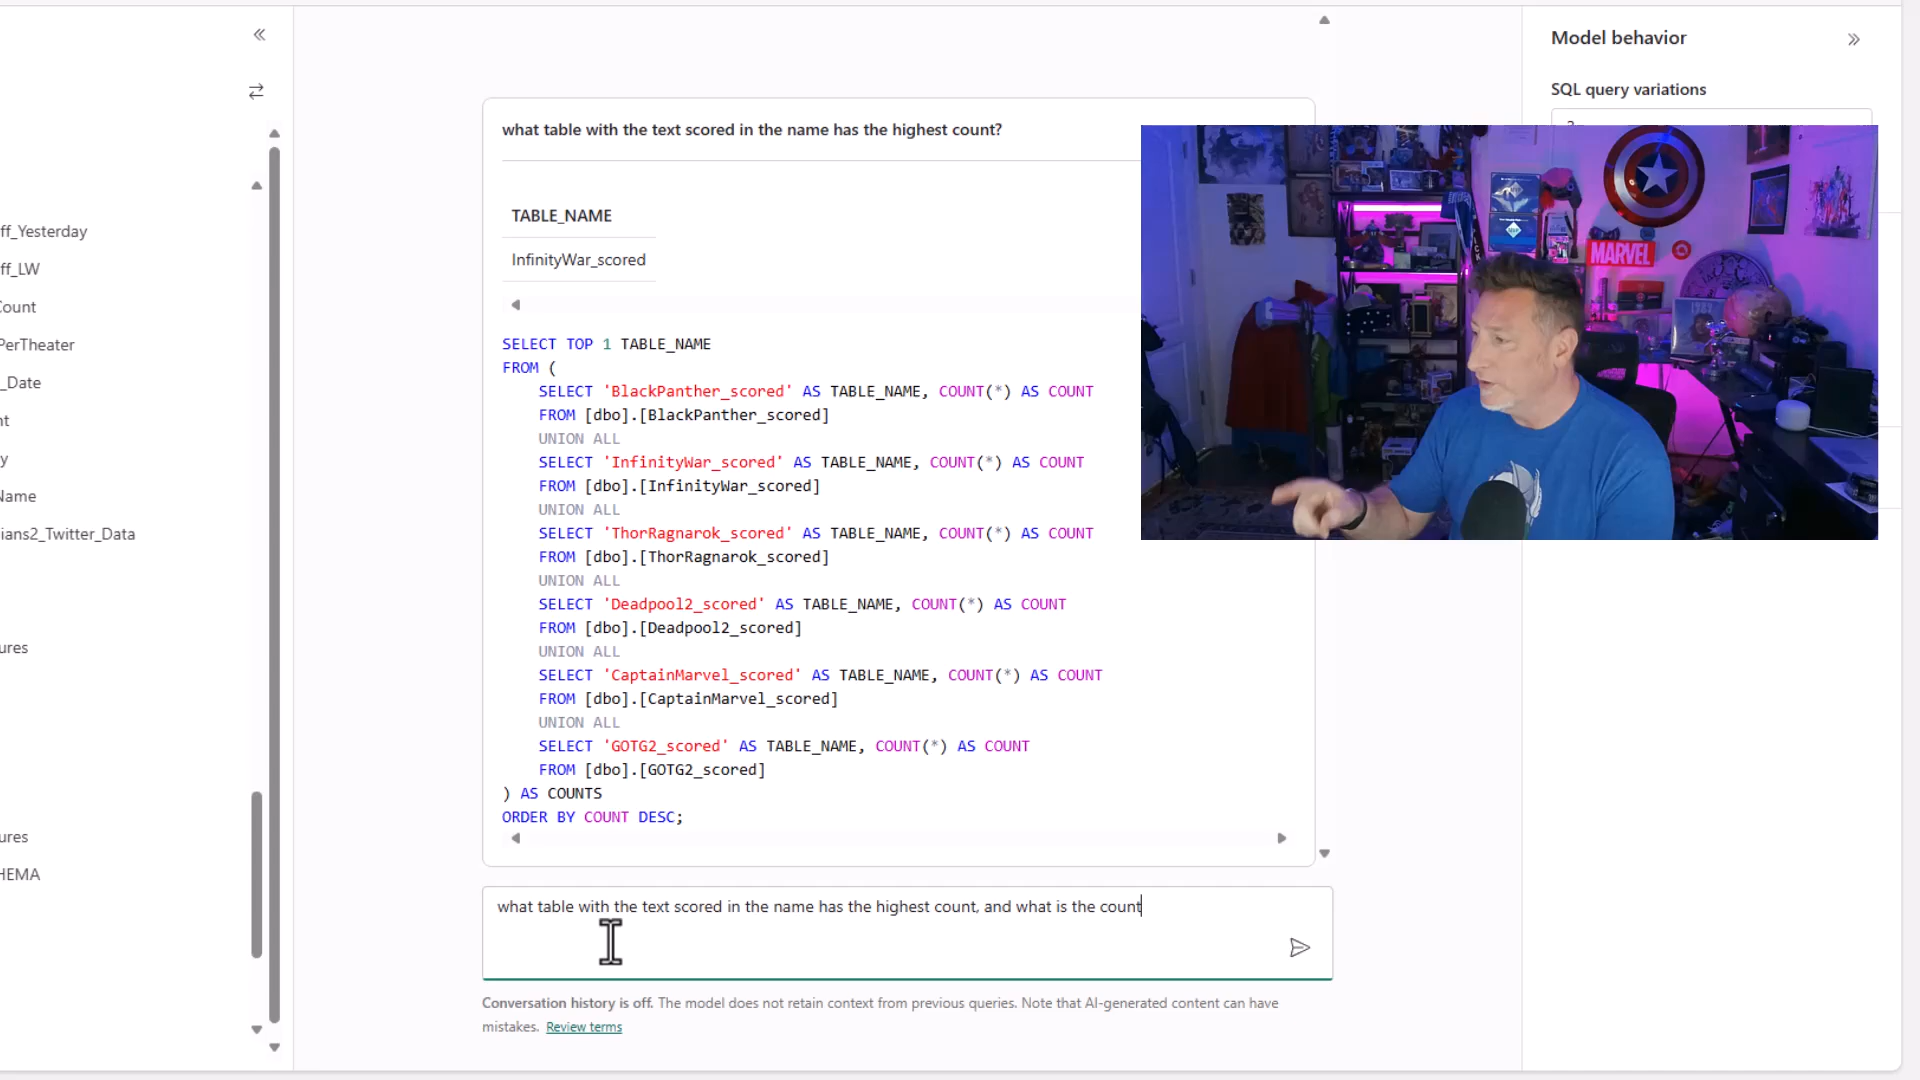 Model behavior
SQL query variations
ff_Yesterday
ff_LW
Count
PerTheater
_Date
nt
y
Name
ians2_Twitter_Data
ures
ures
HEMA
what table with the text scored in the name has the highest count?
TABLE_NAME
InfinityWar_scored
SELECT TOP 1 TABLE_NAME
FROM (
SELECT 'BlackPanther_scored' AS TABLE_NAME, COUNT(*) AS COUNT
FROM [dbo].[BlackPanther_scored]
UNION ALL
SELECT 'InfinityWar_scored' AS TABLE_NAME, COUNT(*) AS COUNT
FROM [dbo].[InfinityWar_scored]
UNION ALL
SELECT 'ThorRagnarok_scored' AS TABLE_NAME, COUNT(*) AS COUNT
FROM [dbo].[ThorRagnarok_scored]
UNION ALL
SELECT 'Deadpool2_scored' AS TABLE_NAME, COUNT(*) AS COUNT
FROM [dbo].[Deadpool2_scored]
UNION ALL
SELECT 'CaptainMarvel_scored' AS TABLE_NAME, COUNT(*) AS COUNT
FROM [dbo].[CaptainMarvel_scored]
UNION ALL
SELECT 'GOTG2_scored' AS TABLE_NAME, COUNT(*) AS COUNT
FROM [dbo].[GOTG2_scored]
) AS COUNTS
ORDER BY COUNT DESC;
MARVEL
what table with the text scored in the name has the highest count, and what is the count
Conversation history is off. The model does not retain context from previous queries. Note that AI-generated content can have
mistakes. Review terms